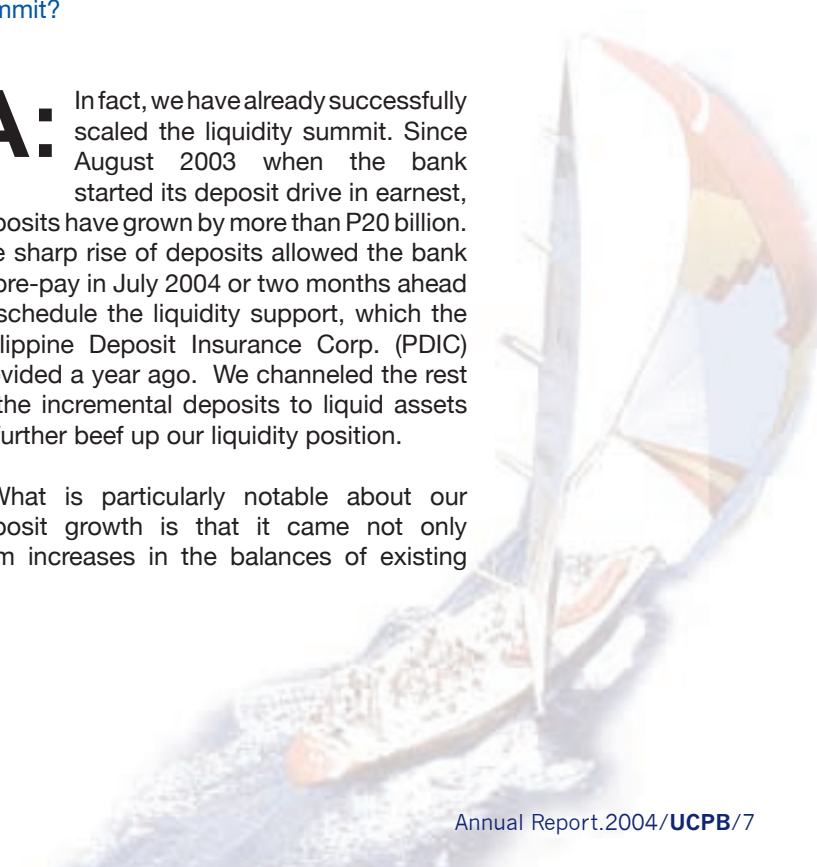 mmit?
A:
In fact, we have already successfully
scaled the liquidity summit. Since
August 2003 when the bank
started its deposit drive in earnest,
posits have grown by more than P20 billion.
e sharp rise of deposits allowed the bank
pre-pay in July 2004 or two months ahead
schedule the liquidity support, which the
lippine Deposit Insurance Corp. (PDIC)
vided a year ago. We channeled the rest
the incremental deposits to liquid assets
further beef up our liquidity position.
What is particularly notable about our
posit growth is that it came not only
m increases in the balances of existing
Annual Report.2004/UCPB/7